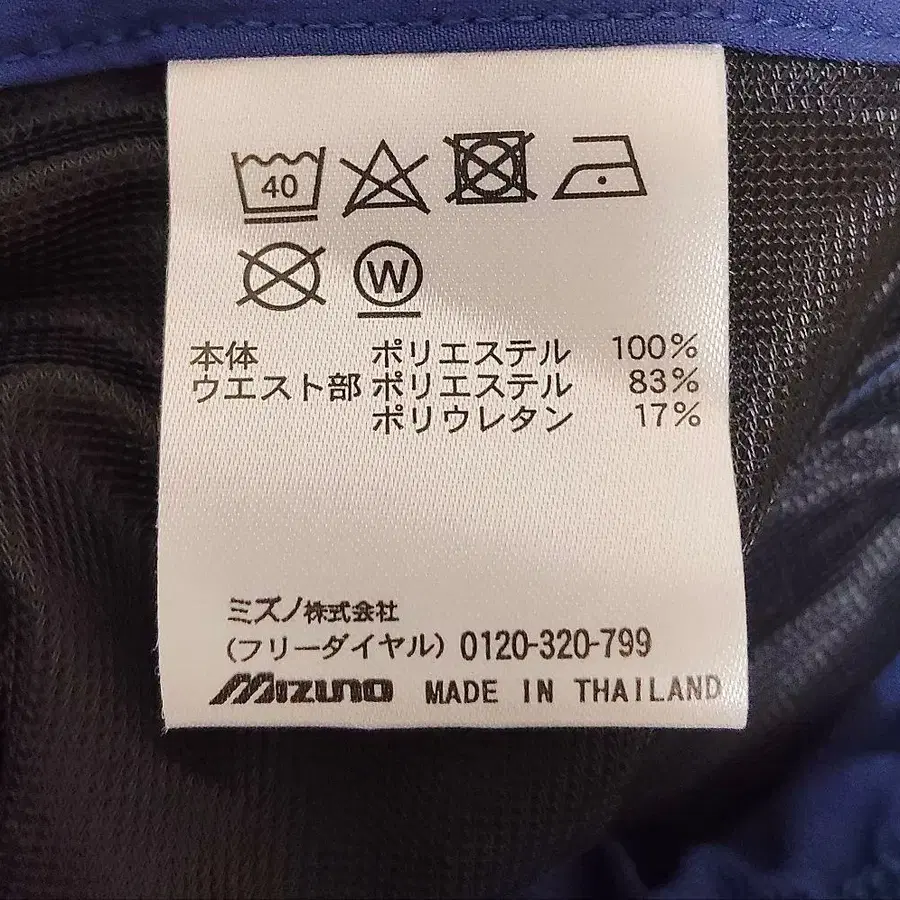 40
W
本体 ポリエステル 100%
ウエスト部 ポリエステル 83%
ポリウレタン 17%
ミズノ株式会社
(フリーダイヤル) 0120-320-799
MIZUNO MADE IN THAILAND